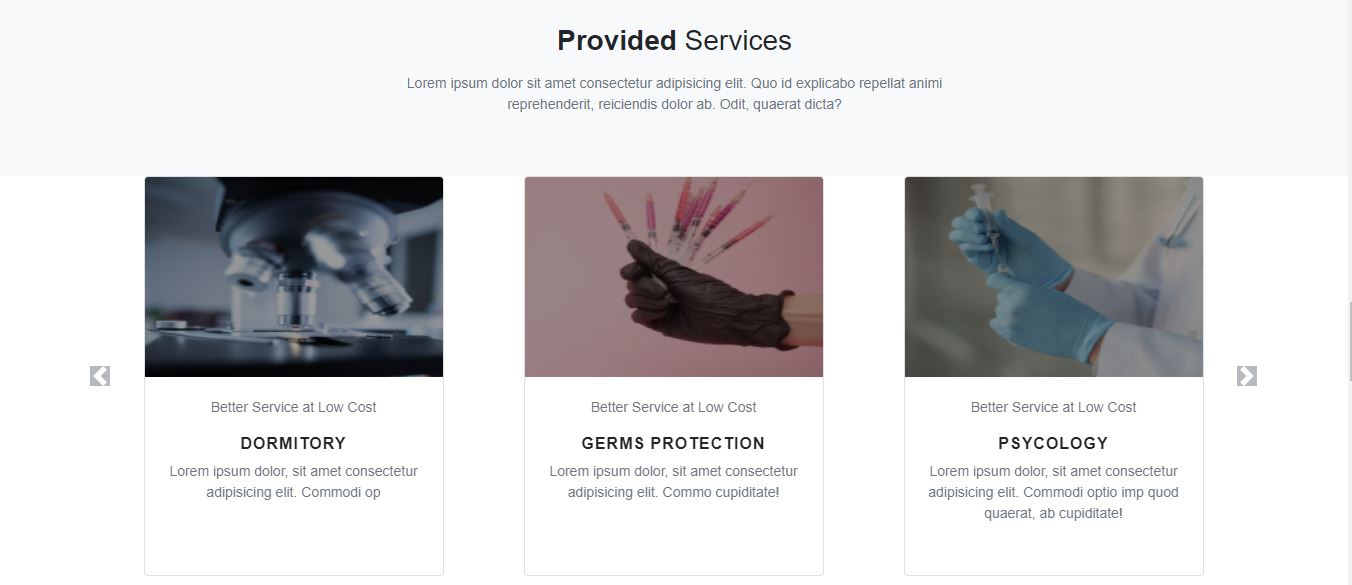 Provided Services
Lorem ipsum dolor sit amet consectetur adipisicing elit. Quo id explicabo repellat animi
reprehenderit, reiciendis dolor ab. Odit, quaerat dicta?
Better Service at Low Cost
DORMITORY
Lorem ipsum dolor, sit amet consectetur
adipisicing elit. Commodi op
Better Service at Low Cost
GERMS PROTECTION
Lorem ipsum dolor, sit amet consectetur
adipisicing elit. Commo cupiditate!
Better Service at Low Cost
PSYCOLOGY
Lorem ipsum dolor, sit amet consectetur
adipisicing elit. Commodi optio imp quod
quaerat, ab cupiditate!